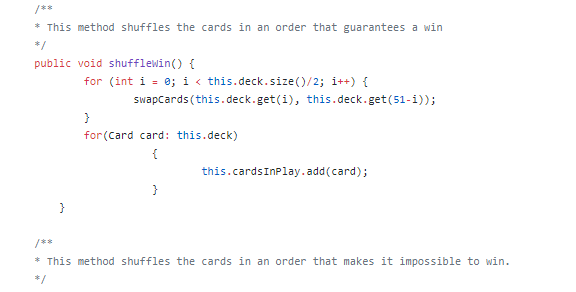 /**
* This method shuffles the cards in an order that guarantees a win
*/
public void shuffleWin() {
for (int i = 0; i < this.deck.size()/2; i++) {
swapCards(this.deck.get(i), this.deck.get(51-i));
}
for(Card card: this.deck)
{
this.cardsInPlay.add(card);
}
}
/**
* This method shuffles the cards in an order that makes it impossible to win.
*/